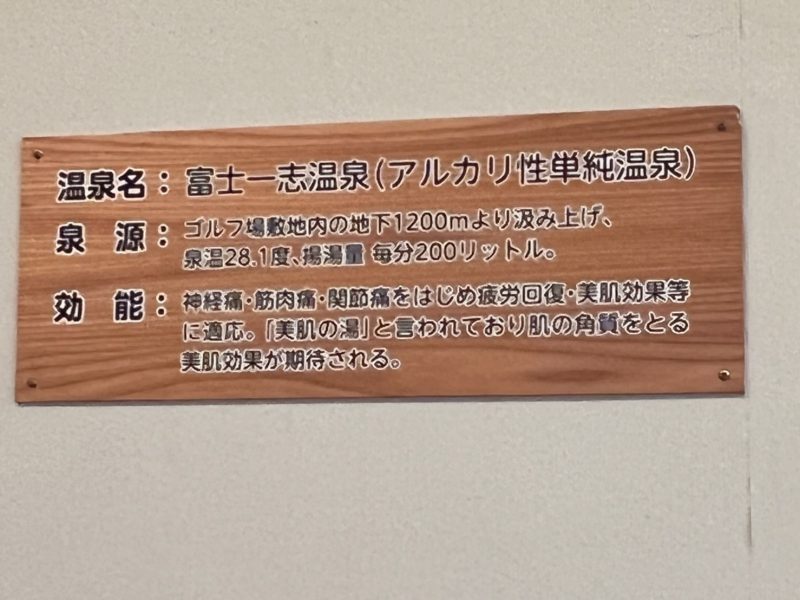 温泉名：富士一志温泉（アルカリ性単純温泉）
泉　源：ゴルフ場敷地内の地下1200mより汲み上げ、
泉温28.1度、揚湯量 毎分200リットル。
効　能：神経痛・筋肉痛・関節痛をはじめ疲労回復・美肌効果等
に適応。「美肌の湯」と言われており肌の角質をとる
美肌効果が期待される。